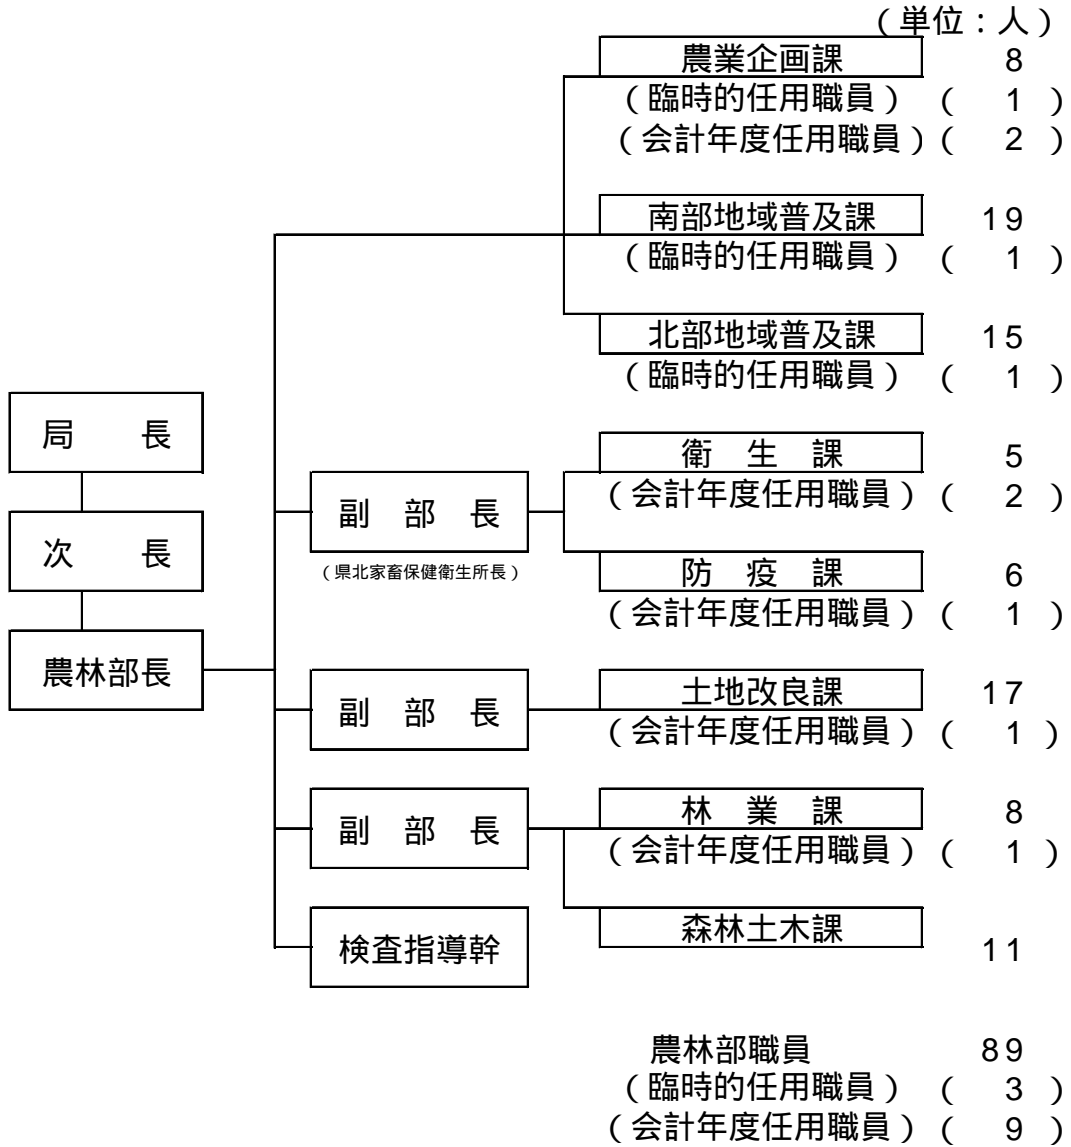 （単位：人）
農業企画課 8
（臨時的任用職員） （ 1 ）
（会計年度任用職員）（ 2 ）
南部地域普及課 19
（臨時的任用職員） （ 1 ）
北部地域普及課 15
（臨時的任用職員） （ 1 ）
局 長
次 長
農林部長
副 部 長
（県北家畜保健衛生所長）
衛 生 課 5
（会計年度任用職員）（ 2 ）
防 疫 課 6
（会計年度任用職員）（ 1 ）
副 部 長
土地改良課 17
（会計年度任用職員）（ 1 ）
副 部 長
林 業 課 8
（会計年度任用職員）（ 1 ）
森林土木課 11
検査指導幹
農林部職員 89
（臨時的任用職員） （ 3 ）
（会計年度任用職員）（ 9 ）